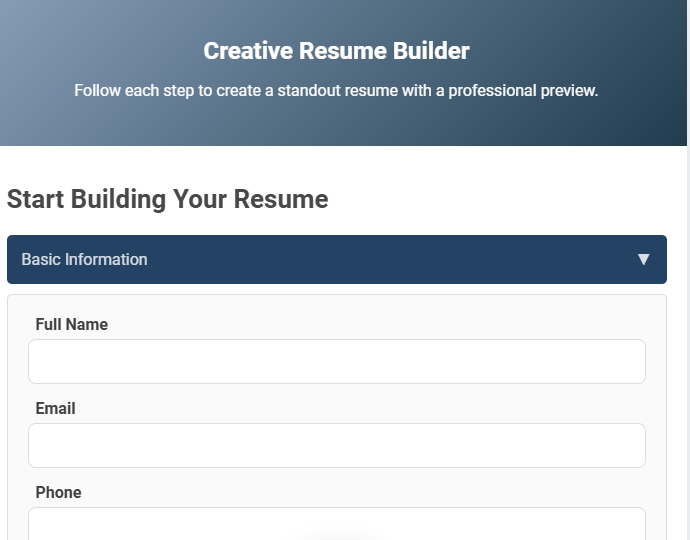 Creative Resume Builder
Follow each step to create a standout resume with a professional preview.
Start Building Your Resume
Basic Information ▼
Full Name
Email
Phone